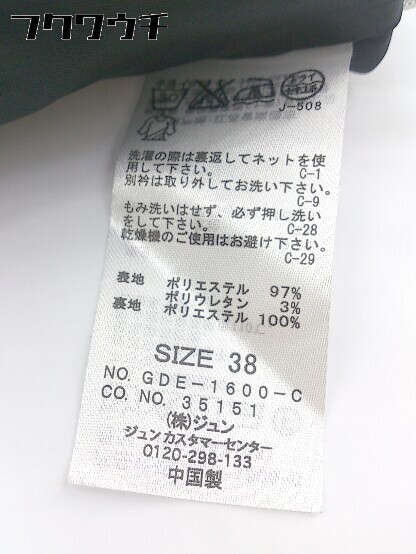 フクワウチ
ドライ
J-508
洗濯の際は裏返してネットを使
用して下さい。
C-1
別衿は取り外してお洗い下さい。
C-9
もみ洗いはせず、必ず押し洗い
をして下さい。
C-28
乾燥機のご使用はお避け下さい。
C-29
表地 ポリエステル 97%
ポリウレタン 3%
裏地 ポリエステル 100%
SIZE 38
NO. GDE-1600-C
CO. NO. 35151
(株)ジュン
ジュンカスタマーセンター
0120-298-133
中国製